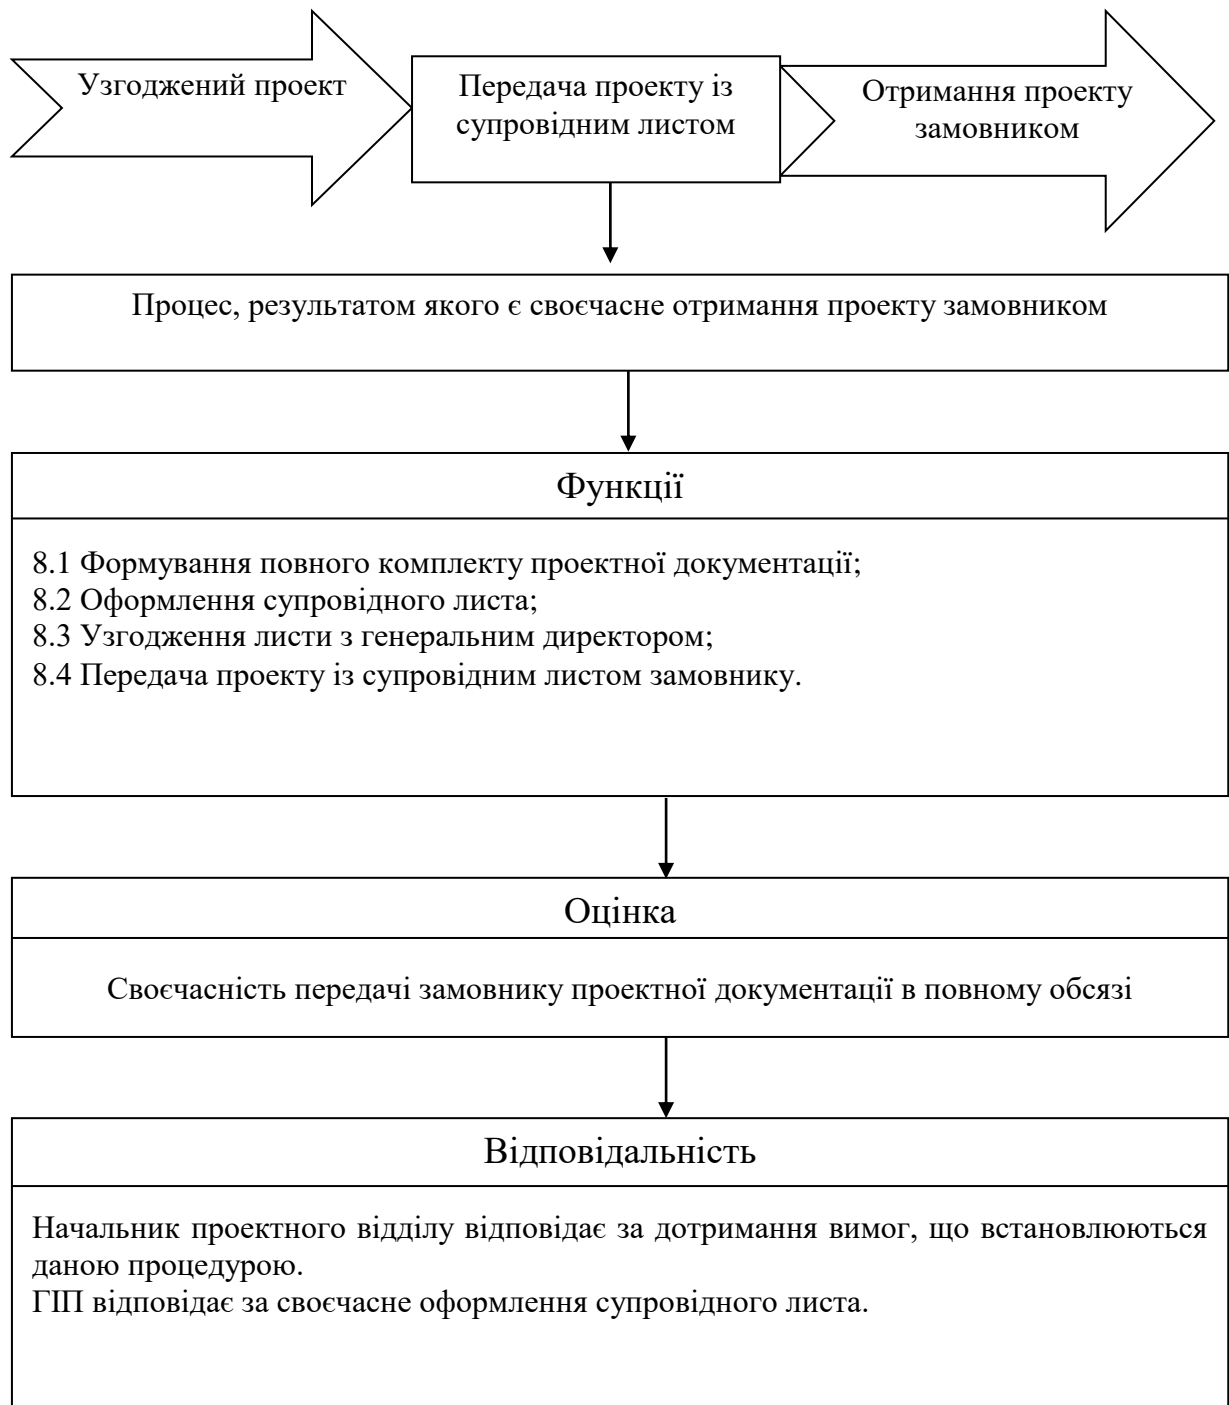 Узгоджений проект
Передача проекту із
супровідним листом
Отримання проекту
замовником
Процес, результатом якого є своєчасне отримання проекту замовником
Функції
8.1 Формування повного комплекту проектної документації;
8.2 Оформлення супровідного листа;
8.3 Узгодження листи з генеральним директором;
8.4 Передача проекту із супровідним листом замовнику.
Оцінка
Своєчасність передачі замовнику проектної документації в повному обсязі
Відповідальність
Начальник проектного відділу відповідає за дотримання вимог, що встановлюються
даною процедурою.
ГІП відповідає за своєчасне оформлення супровідного листа.